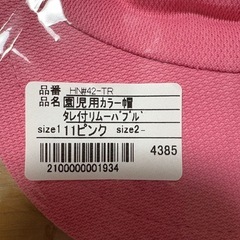 品番 HN#42-TR
品名 園児用カラー帽
タレ付リムーバブル
size1 11ピンク size2-
4385
2100000001934